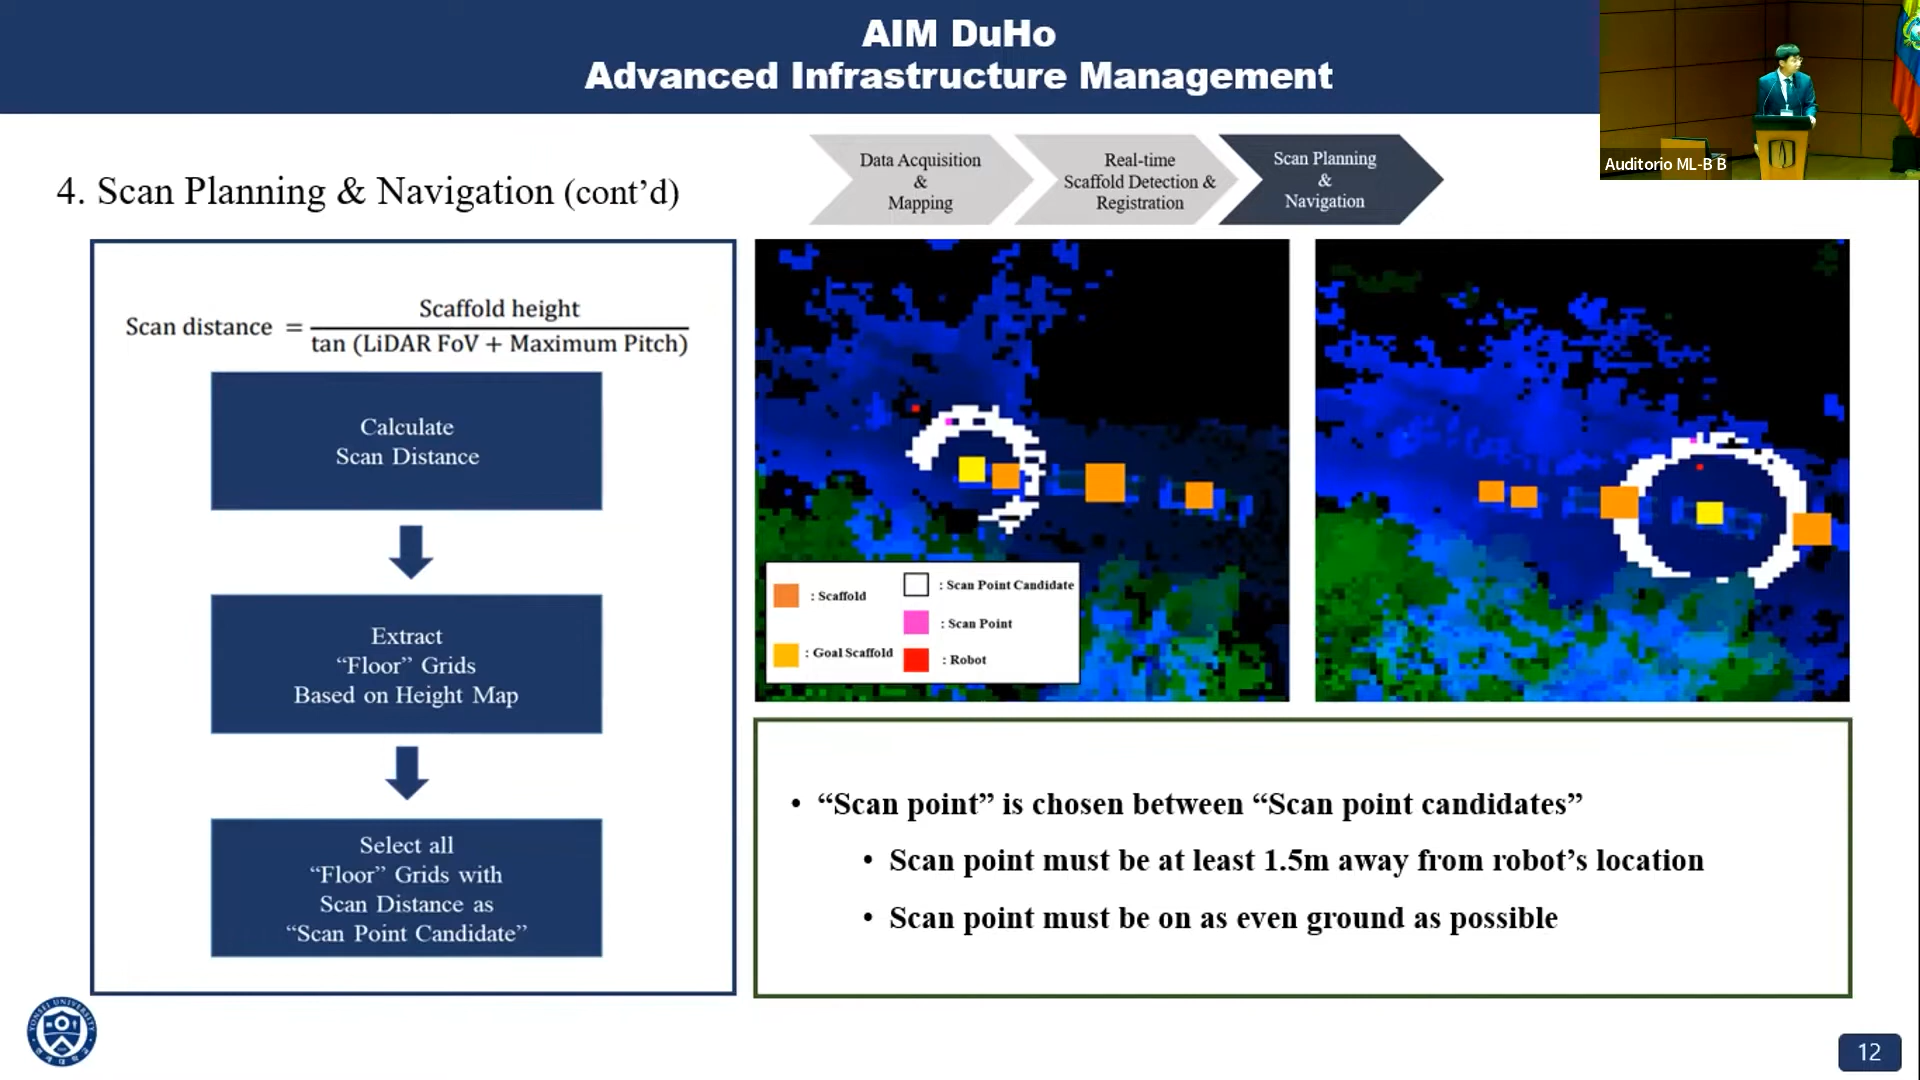 AIM DuHo
Advanced Infrastructure Management
Auditorio ML-B B
4. Scan Planning & Navigation (cont’d)
Data Acquisition
&
Mapping
Real-time
Scaffold Detection &
Registration
Scan Planning
&
Navigation
Scan distance = Scaffold height / tan (LiDAR FoV + Maximum Pitch)
Calculate
Scan Distance
Extract
“Floor” Grids
Based on Height Map
Select all
“Floor” Grids with
Scan Distance as
“Scan Point Candidate”
: Scaffold
: Goal Scaffold
: Scan Point Candidate
: Scan Point
: Robot
• “Scan point” is chosen between “Scan point candidates”
• Scan point must be at least 1.5m away from robot’s location
• Scan point must be on as even ground as possible
YONSEI UNIVERSITY
12